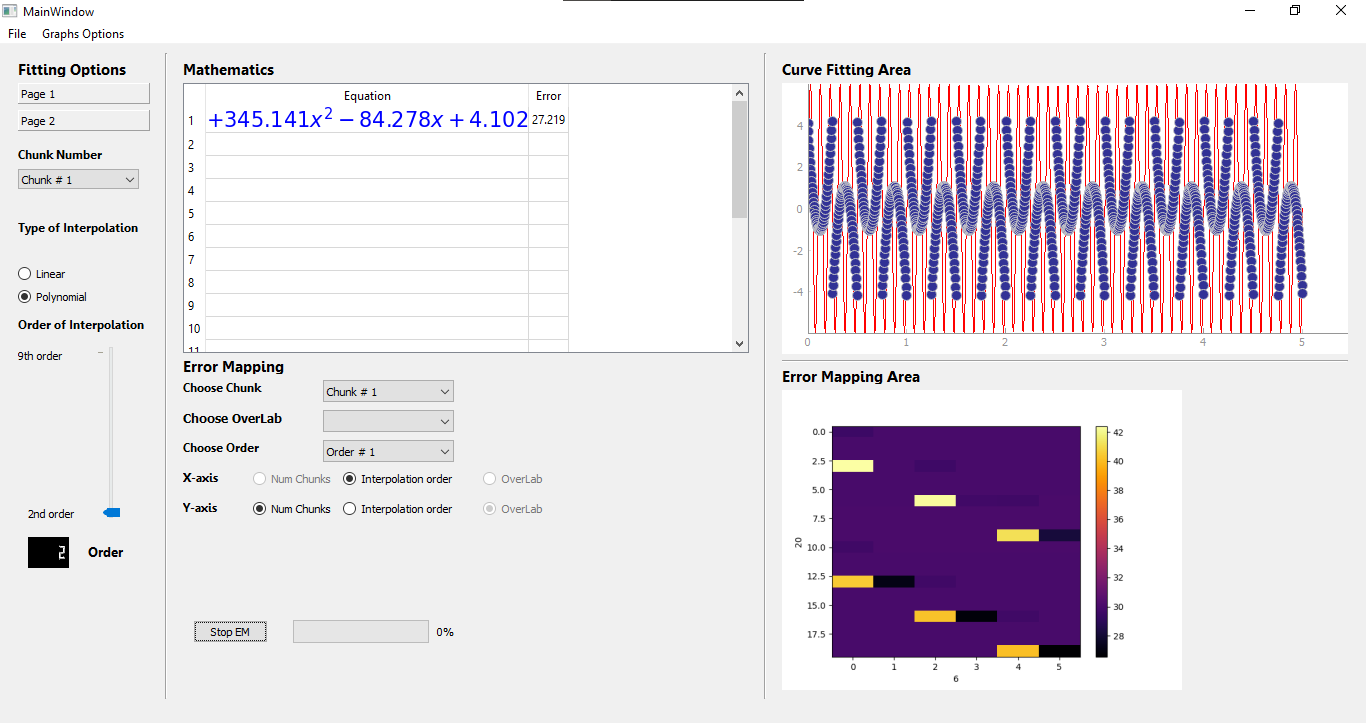 MainWindow
File Graphs Options
Fitting Options
Page 1
Page 2
Chunk Number
Chunk # 1
Type of Interpolation
Linear
Polynomial
Order of Interpolation
9th order
2nd order
2 Order
Mathematics
Equation Error
1 +345.141x² − 84.278x + 4.102 27.219
2
3
4
5
6
7
8
9
10
11
Error Mapping
Choose Chunk Chunk # 1
Choose OverLab
Choose Order Order # 1
X-axis Num Chunks Interpolation order OverLab
Y-axis Num Chunks Interpolation order OverLab
Stop EM 0%
Curve Fitting Area
4
2
0
-2
-4
0 1 2 3 4 5
Error Mapping Area
0.0
2.5
5.0
7.5
10.0
12.5
15.0
17.5
20
0 1 2 3 4 5
6
42
40
38
36
34
32
30
28